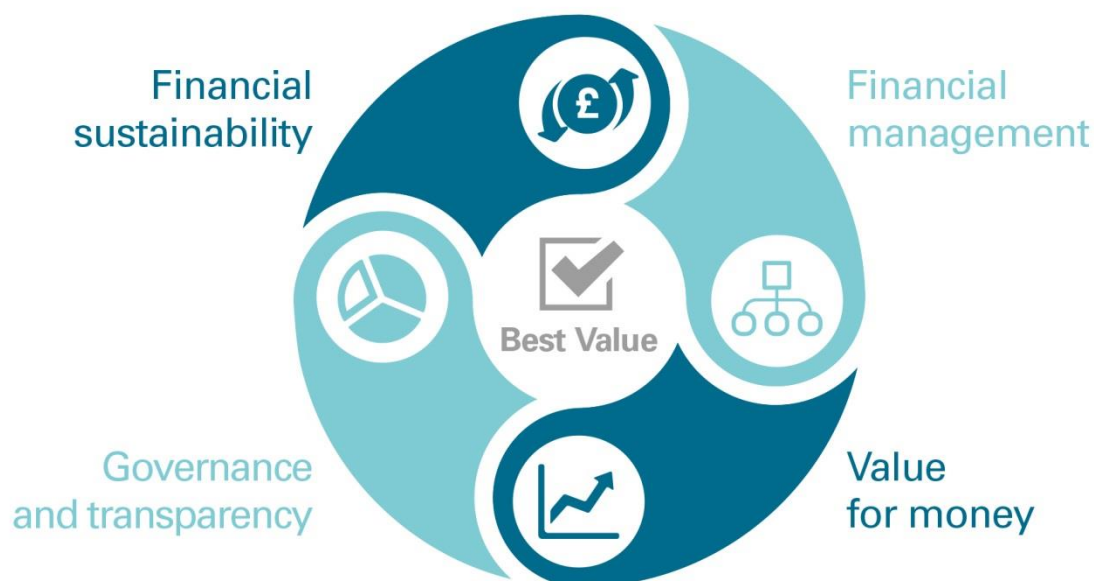 Financial
sustainability
£
Financial
management
Best Value
Governance
and transparency
Value
for money